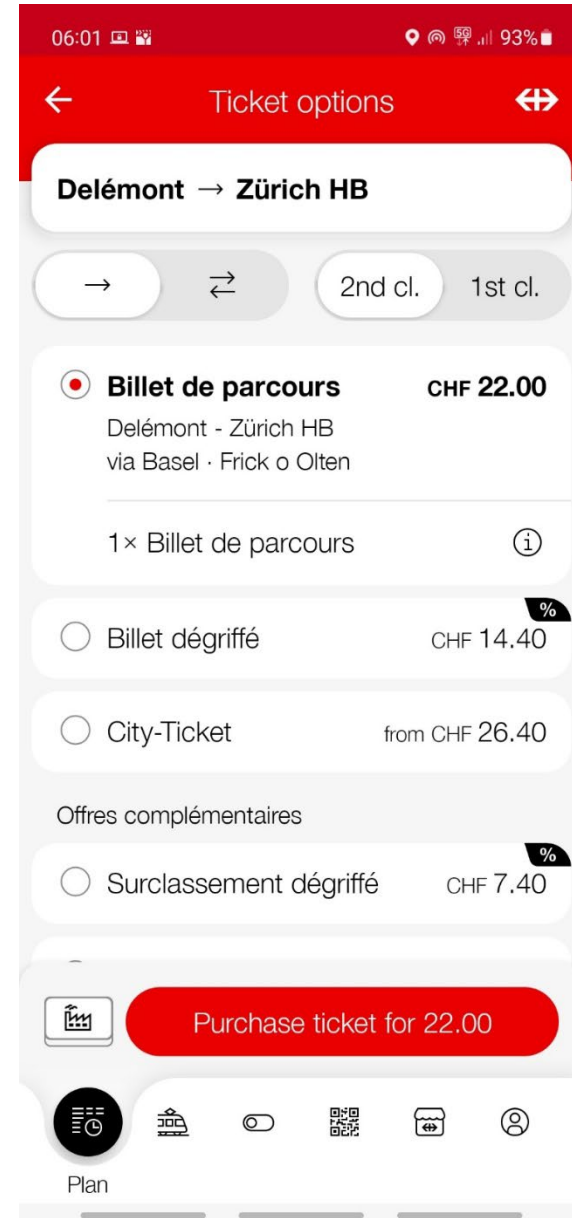 06:01 5G 93%
Ticket options
Delémont → Zürich HB
→ ⇄ 2nd cl. 1st cl.
Billet de parcours CHF 22.00
Delémont - Zürich HB
via Basel · Frick o Olten
1× Billet de parcours i
%
Billet dégriffé CHF 14.40
City-Ticket from CHF 26.40
Offres complémentaires
%
Surclassement dégriffé CHF 7.40
Purchase ticket for 22.00
Plan